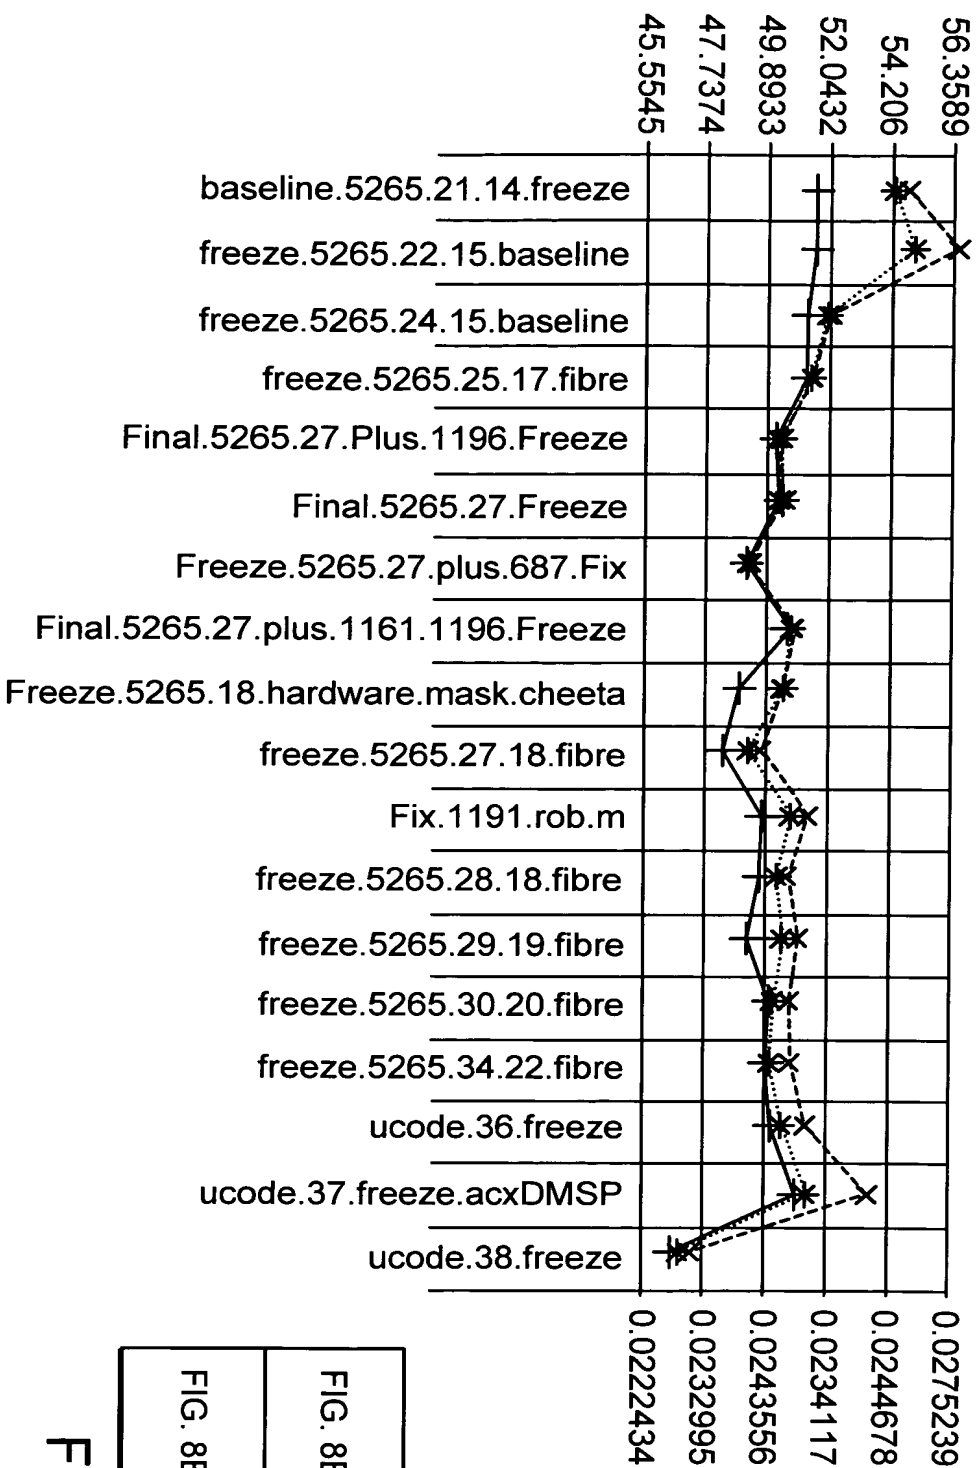 56.3589
54.206
52.0432
49.8933
47.7374
45.5545
baseline.5265.21.14.freeze
freeze.5265.22.15.baseline
freeze.5265.24.15.baseline
freeze.5265.25.17.fibre
Final.5265.27.Plus.1196.Freeze
Final.5265.27.Freeze
Freeze.5265.27.plus.687.Fix
Final.5265.27.plus.1161.1196.Freeze
Freeze.5265.18.hardware.mask.cheeta
freeze.5265.27.18.fibre
Fix.1191.rob.m
freeze.5265.28.18.fibre
freeze.5265.29.19.fibre
freeze.5265.30.20.fibre
freeze.5265.34.22.fibre
ucode.36.freeze
ucode.37.freeze.acxDMSP
ucode.38.freeze
0.0275239
0.0244678
0.0234117
0.0243556
0.0232995
0.0222434
FIG. 8
FIG. 8
F